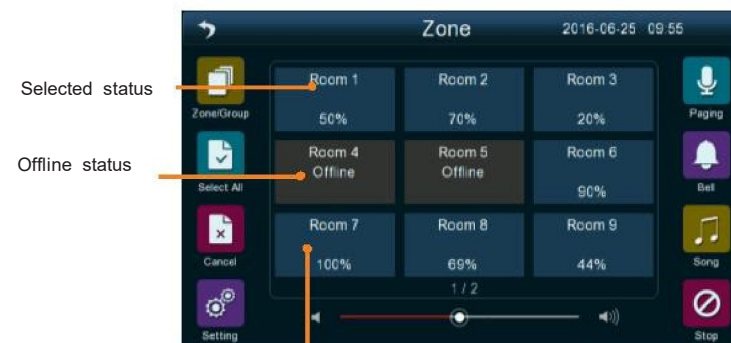 Zone 2016-06-25 09:55
Selected status
Zone/Group
Room 1 Room 2 Room 3
50% 70% 20%
Paging
Offline status
Select All
Room 4 Room 5 Room 6
Offline Offline
90%
Bell
Cancel
Room 7 Room 8 Room 9
100% 69% 44%
Song
1 / 2
Setting
Stop